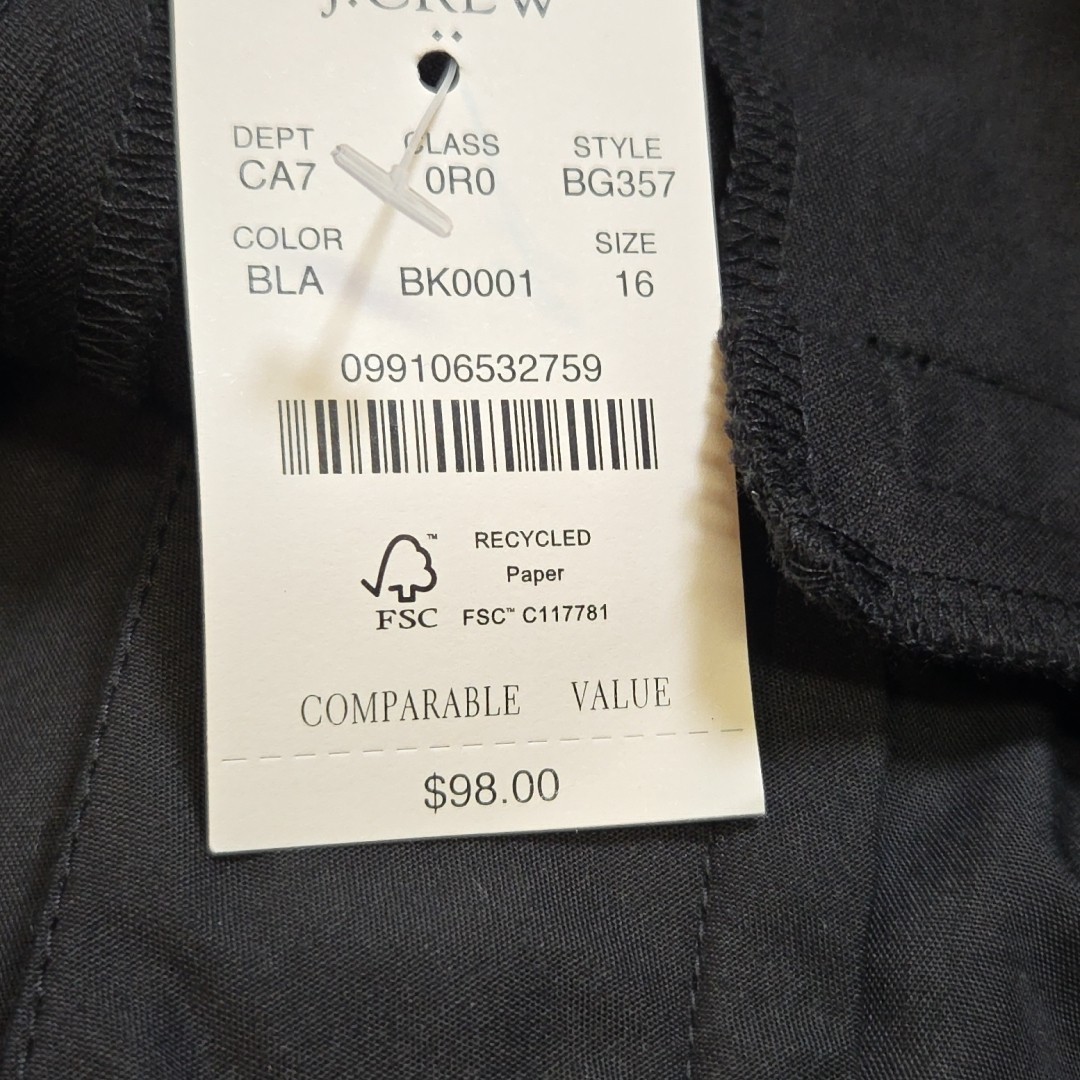 J.CREW
DEPT CLASS STYLE
CA7 0R0 BG357
COLOR SIZE
BLA BK0001 16
099106532759
RECYCLED
Paper
FSC™ C117781
FSC
COMPARABLE VALUE
$98.00